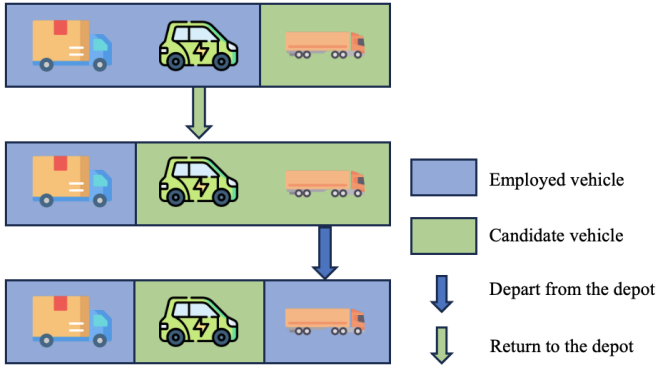 Employed vehicle
Candidate vehicle
Depart from the depot
Return to the depot